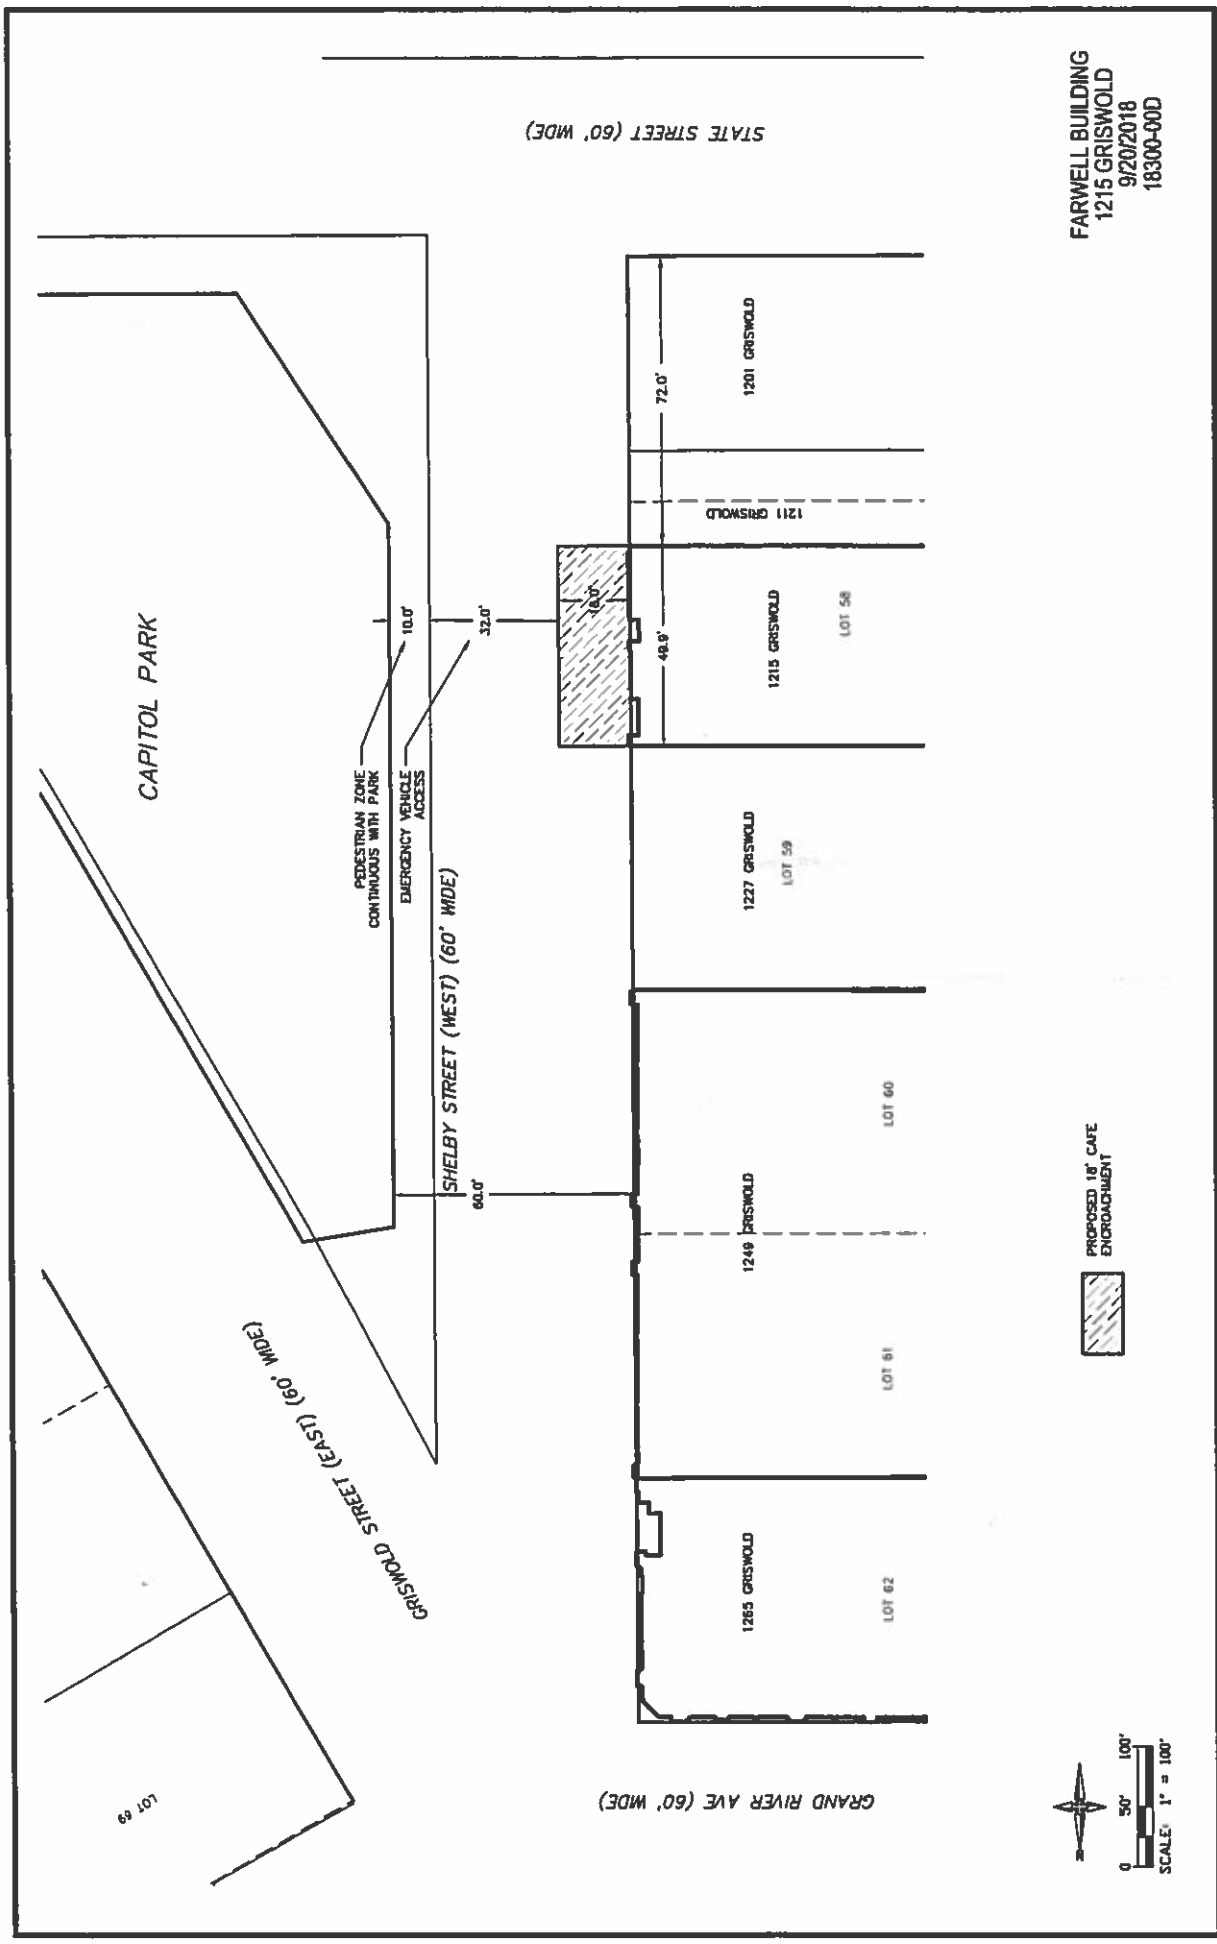 CAPITOL PARK
STATE STREET (60' WIDE)
PEDESTRIAN ZONE
CONTINUOUS WITH PARK
EMERGENCY VEHICLE
ACCESS
10.0'
32.0'
18.0'
SHELBY STREET (WEST) (60' WIDE)
60.0'
GRISWOLD STREET (EAST) (60' WIDE)
LOT 69
GRAND RIVER AVE (60' WIDE)
1265 GRISWOLD
LOT 62
1249 GRISWOLD
LOT 61
LOT 60
1227 GRISWOLD
LOT 59
49.9'
1215 GRISWOLD
LOT 58
1211 GRISWOLD
72.0'
1201 GRISWOLD
PROPOSED 18' CAFE
ENCROACHMENT
0 50' 100'
SCALE: 1" = 100'
FARWELL BUILDING
1215 GRISWOLD
9/20/2018
18300-00D